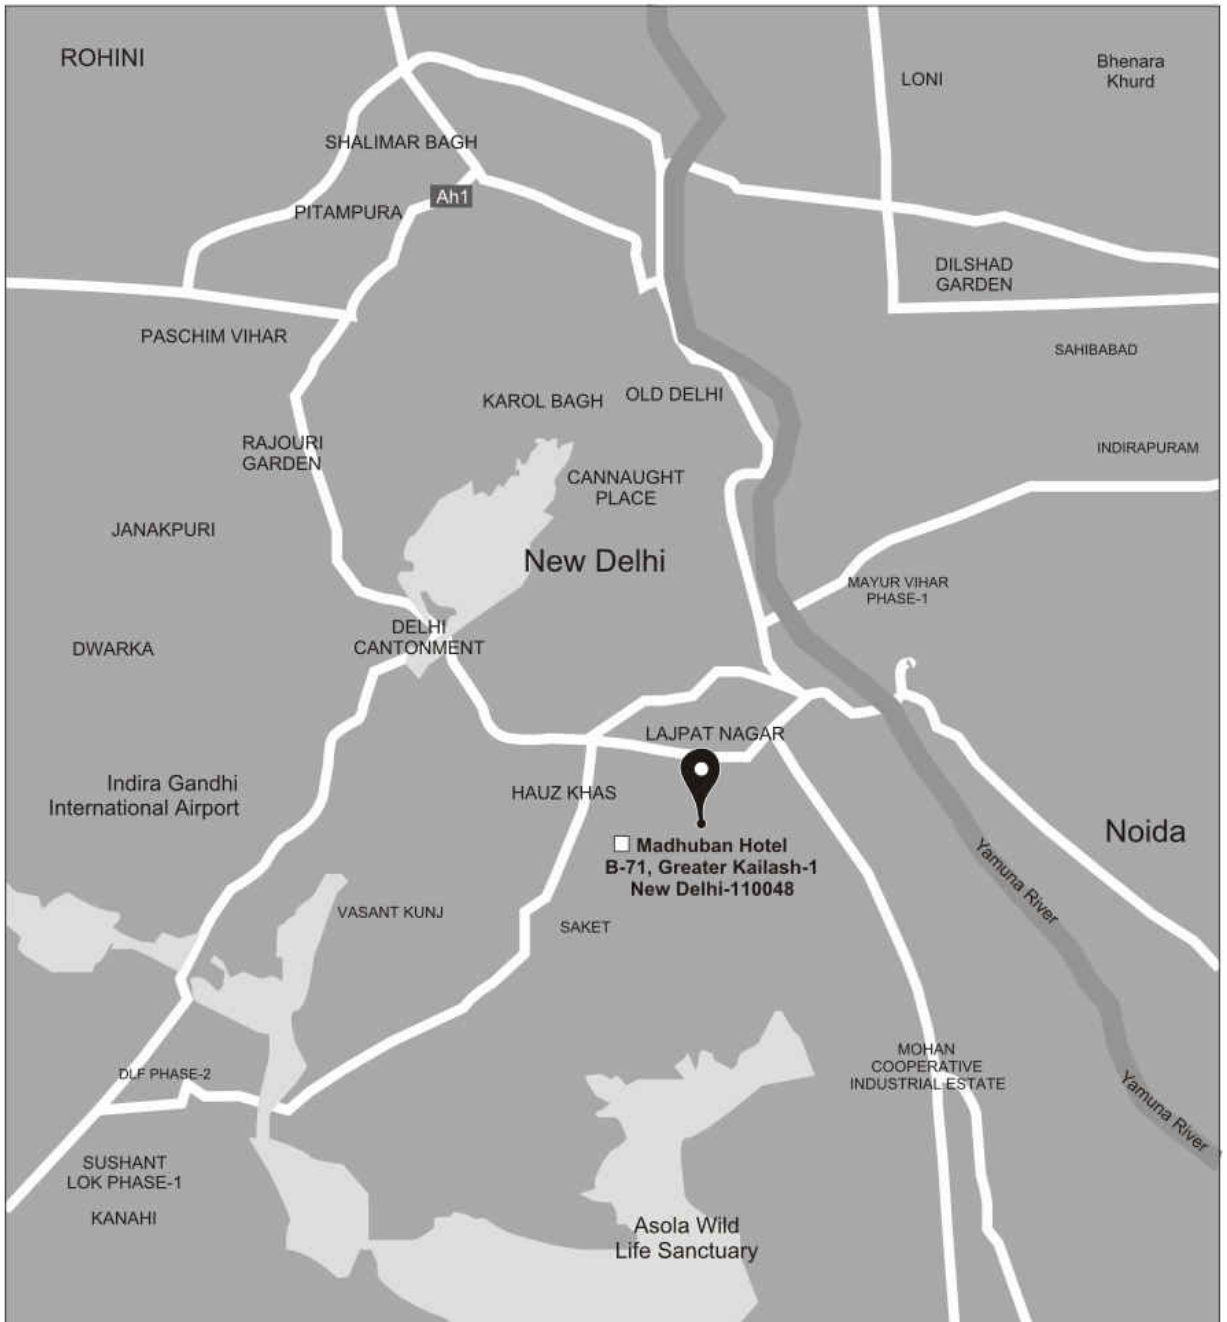 ROHINI
LONI
Bhenara
Khurd
SHALIMAR BAGH
Ah1
PITAMPURA
DILSHAD
GARDEN
PASCHIM VIHAR
SAHIBABAD
KAROL BAGH
OLD DELHI
RAJOURI
GARDEN
INDIRAPURAM
CANNAUGHT
PLACE
JANAKPURI
New Delhi
MAYUR VIHAR
PHASE-1
DELHI
CANTONMENT
DWARKA
LAJPAT NAGAR
Indira Gandhi
International Airport
HAUZ KHAS
Noida
Madhuban Hotel
B-71, Greater Kailash-1
New Delhi-110048
Yamuna River
VASANT KUNJ
SAKET
MOHAN
COOPERATIVE
INDUSTRIAL ESTATE
DLF PHASE-2
Yamuna River
SUSHANT
LOK PHASE-1
KANAHI
Asola Wild
Life Sanctuary